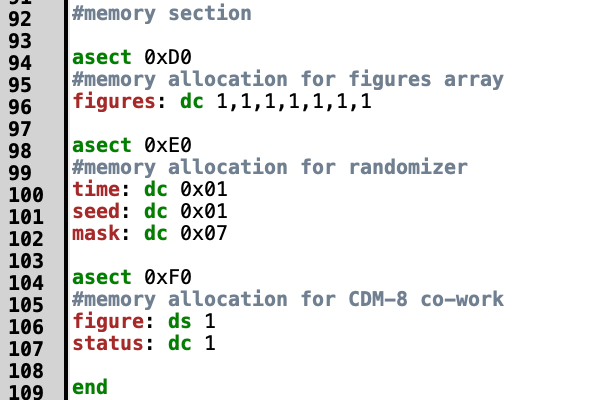 91
92 #memory section
93
94 asect 0xD0
95 #memory allocation for figures array
96 figures: dc 1,1,1,1,1,1,1
97
98 asect 0xE0
99 #memory allocation for randomizer
100 time: dc 0x01
101 seed: dc 0x01
102 mask: dc 0x07
103
104 asect 0xF0
105 #memory allocation for CDM-8 co-work
106 figure: ds 1
107 status: dc 1
108
109 end